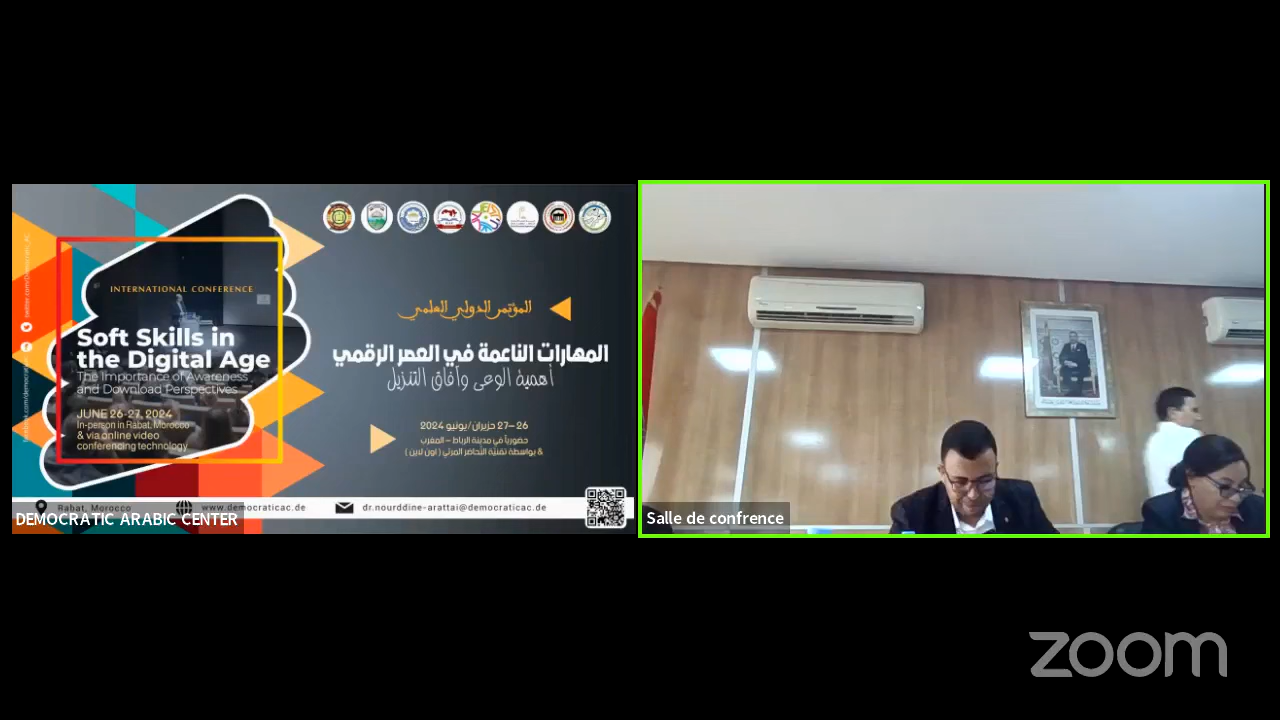 INTERNATIONAL CONFERENCE
Soft Skills in
the Digital Age
The Importance of Awareness
and Download Perspectives
JUNE 26-27, 2024
In-person in Rabat, Morocco
& via online video
conferencing technology
المؤتمر الدولي العلمي
المهارات الناعمة في العصر الرقمي
أهمية الوعي وآفاق التنزيل
26–27 حزيران/يونيو 2024
حضورياً في مدينة الرباط – المغرب
& بواسطة تقنيّة التّحاضر المرئي ( اون لاين )
Rabat, Morocco
www.democraticac.de
dr.nourddine-arattai@democraticac.de
DEMOCRATIC ARABIC CENTER
Salle de confrence
zoom